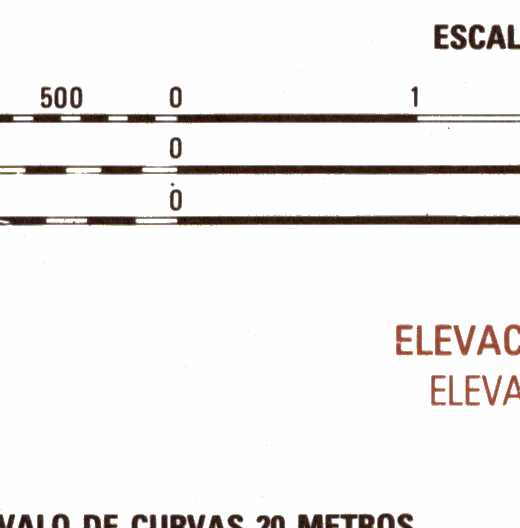 ESCAL
500 0 1
0
0
ELEVAC
ELEVA
VALO DE CURVAS 20 METROS